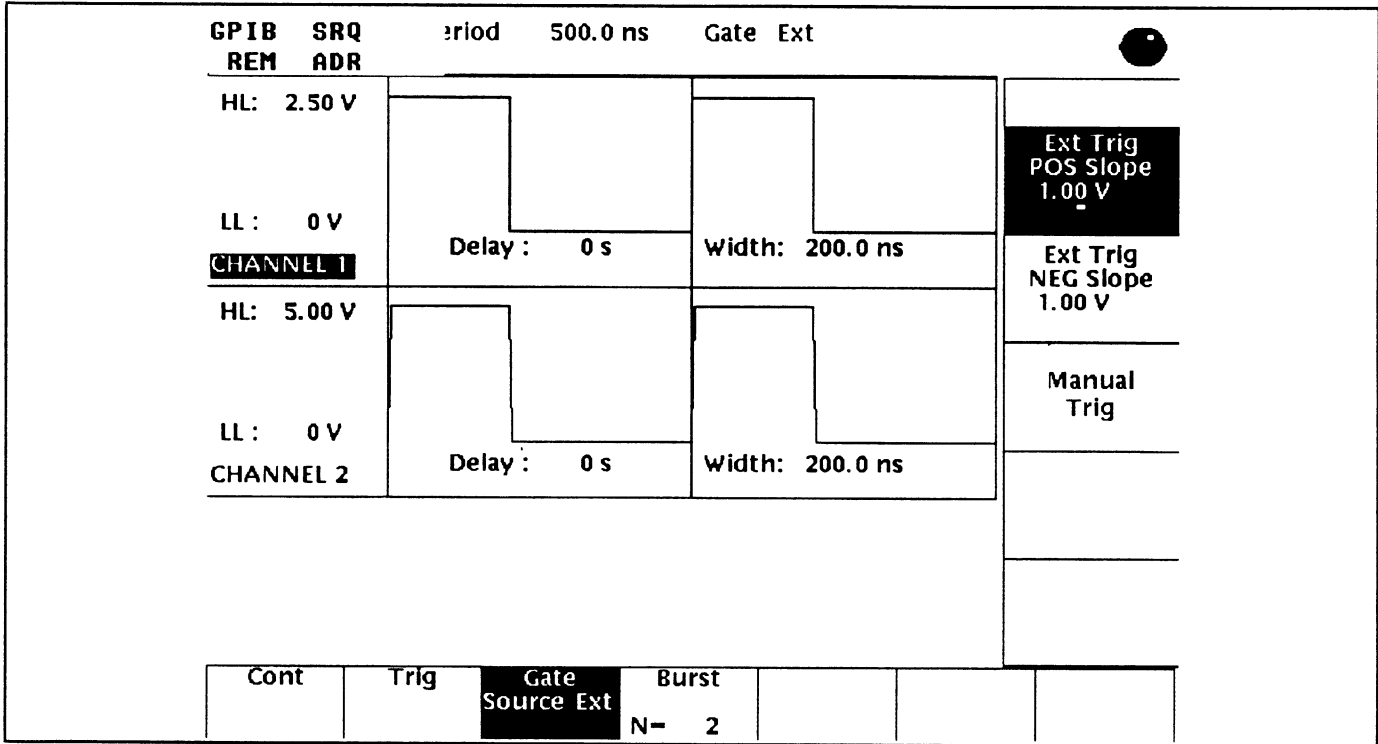 GPIB SRQ eriod 500.0 ns Gate Ext
REM ADR
HL: 2.50 V
LL : 0 V
Delay : 0 s Width: 200.0 ns
CHANNEL 1
HL: 5.00 V
LL : 0 V
Delay : 0 s Width: 200.0 ns
CHANNEL 2
Ext Trig
POS Slope
1.00 V
Ext Trig
NEG Slope
1.00 V
Manual
Trig
Cont Trig Gate Burst
Source Ext
N= 2